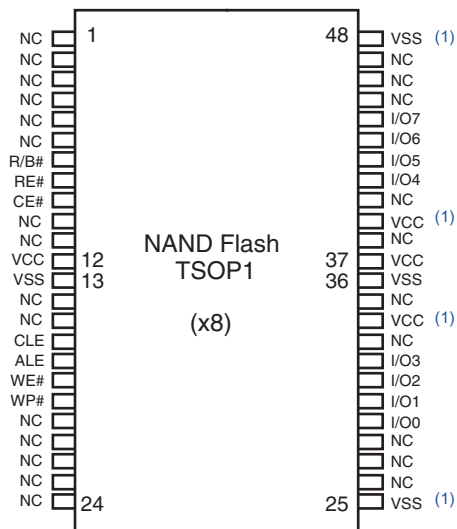 NC 1 48 VSS (1)
NC NC
NC NC
NC NC
NC I/O7
NC I/O6
R/B# I/O5
RE# I/O4
CE# NC
NC VCC (1)
NC NC
NAND Flash
VCC 12 37 VCC
TSOP1
VSS 13 36 VSS
NC NC
NC VCC (1)
(x8)
CLE NC
ALE I/O3
WE# I/O2
WP# I/O1
NC I/O0
NC NC
NC NC
NC NC
NC 24 25 VSS (1)